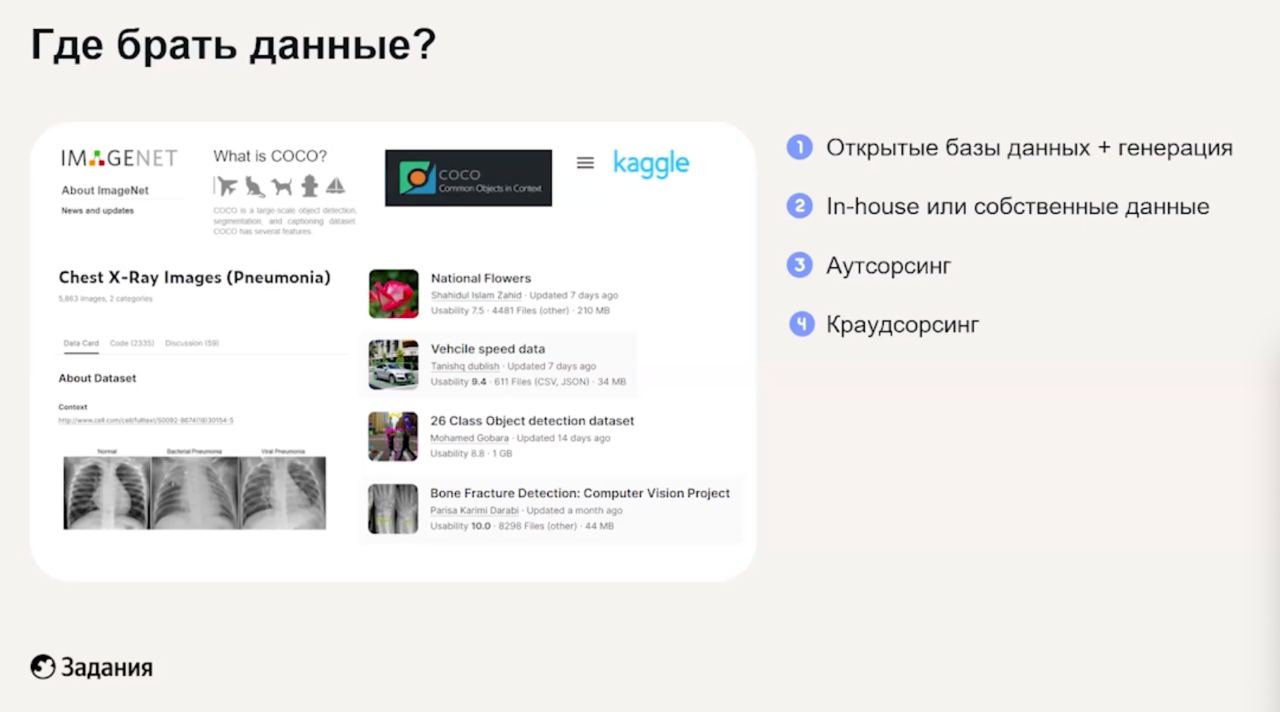 Где брать данные?
IMAGENET
About ImageNet
News and updates
What is COCO?
COCO is a large-scale object detection,
segmentation, and captioning dataset.
COCO has several features
COCO
Common Objects in Context
kaggle
Chest X-Ray Images (Pneumonia)
5,863 images, 2 categories
Data Card Code (2335) Discussion (59)
About Dataset
Context
http://www.cell.com/cell/fulltext/S0092-8674(18)30154-5
Normal Bacterial Pneumonia Viral Pneumonia
National Flowers
Shahidul Islam Zahid · Updated 7 days ago
Usability 7.5 · 4481 Files (other) · 210 MB
Vehcile speed data
Tanishq dublish · Updated 7 days ago
Usability 9.4 · 611 Files (CSV, JSON) · 34 MB
26 Class Object detection dataset
Mohamed Gobara · Updated 14 days ago
Usability 8.8 · 1 GB
Bone Fracture Detection: Computer Vision Project
Parisa Karimi Darabi · Updated a month ago
Usability 10.0 · 8298 Files (other) · 44 MB
1 Открытые базы данных + генерация
2 In-house или собственные данные
3 Аутсорсинг
4 Краудсорсинг
Задания